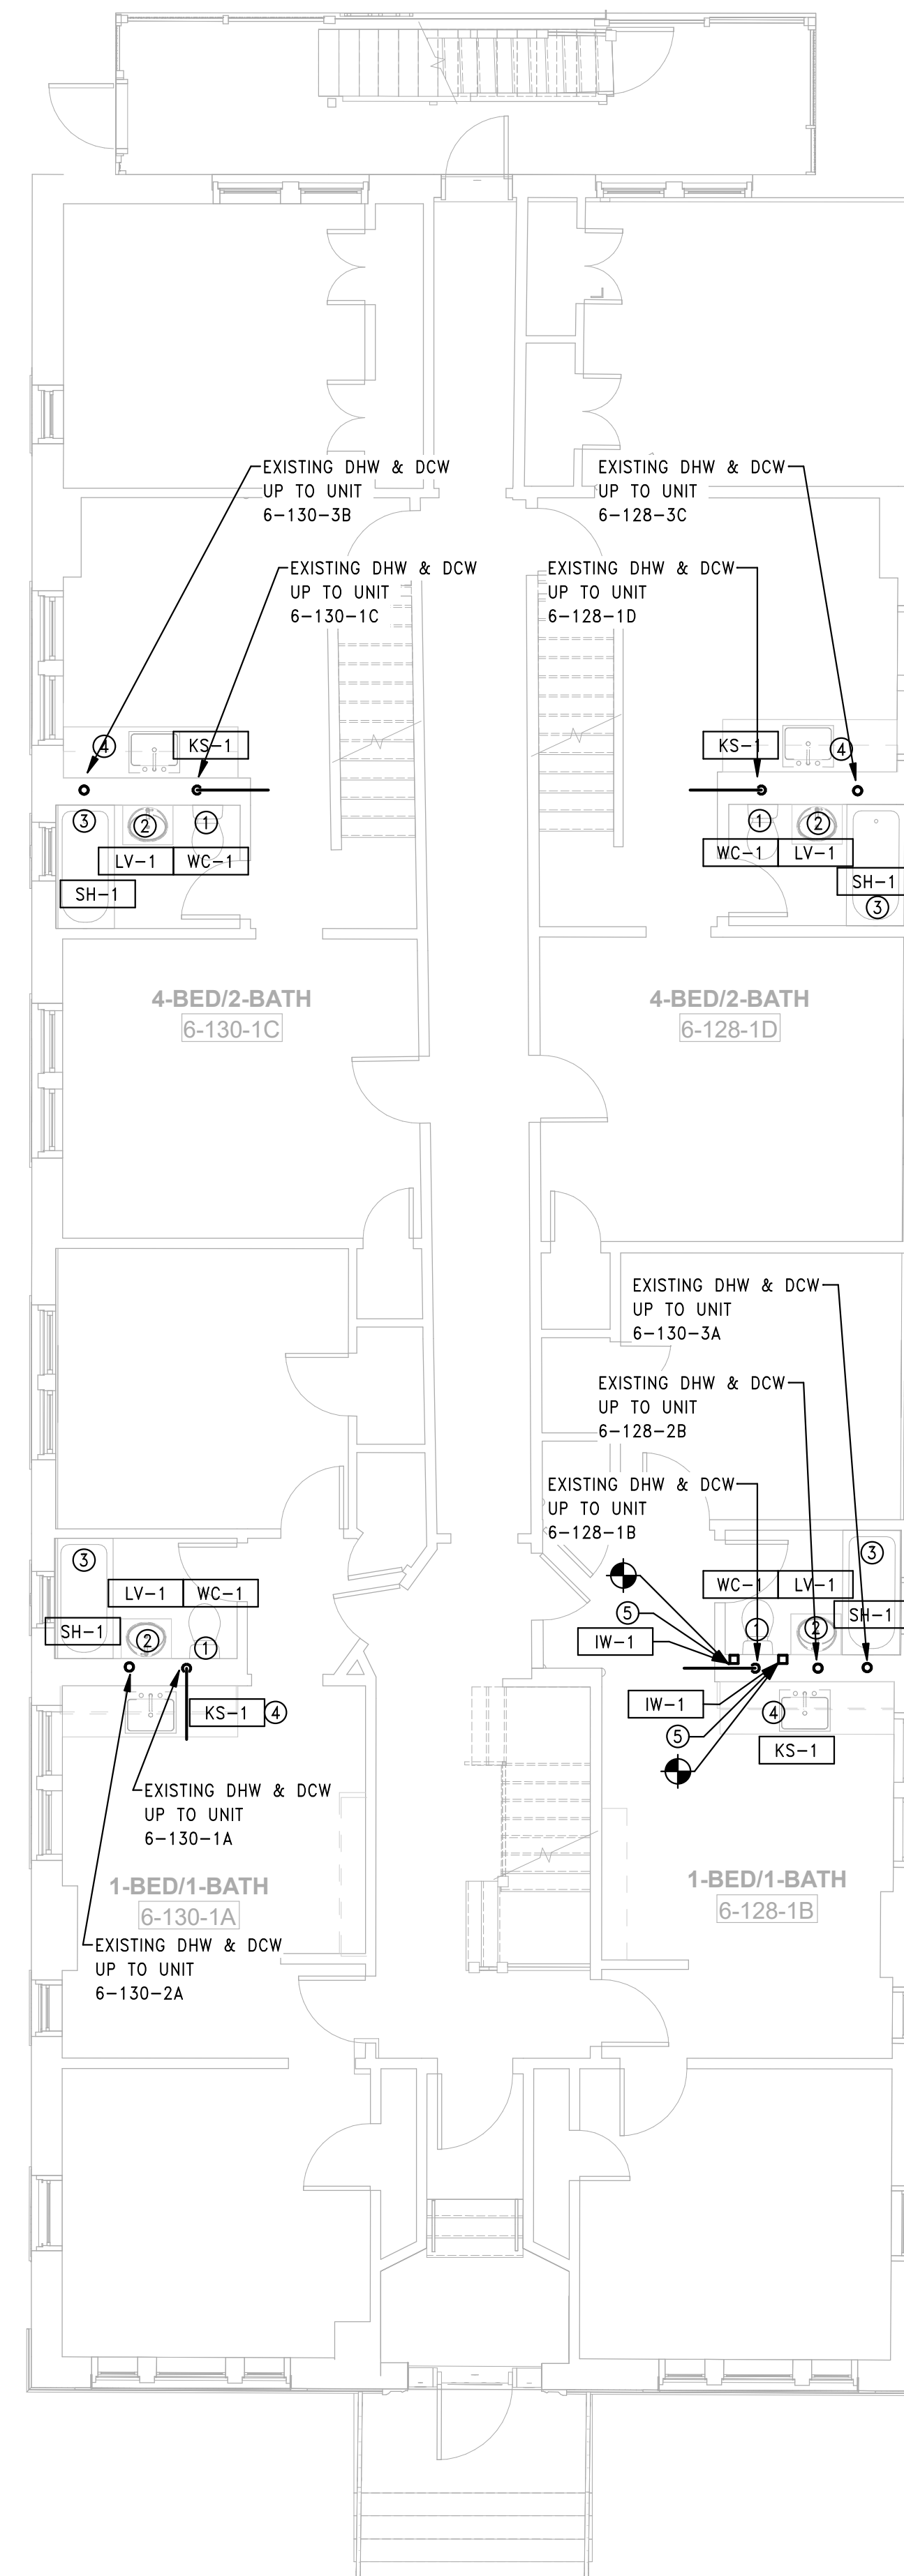 EXISTING DHW & DCW
UP TO UNIT
6-130-3B
EXISTING DHW & DCW
UP TO UNIT
6-128-3C
EXISTING DHW & DCW
UP TO UNIT
6-130-1C
EXISTING DHW & DCW
UP TO UNIT
6-128-1D
4
KS-1
3
2
1
LV-1
WC-1
SH-1
KS-1
4
1
2
WC-1
LV-1
SH-1
3
4-BED/2-BATH
6-130-1C
4-BED/2-BATH
6-128-1D
EXISTING DHW & DCW
UP TO UNIT
6-130-3A
EXISTING DHW & DCW
UP TO UNIT
6-128-2B
EXISTING DHW & DCW
UP TO UNIT
6-128-1B
3
LV-1
WC-1
SH-1
2
1
KS-1
4
3
WC-1
LV-1
SH-1
5
1
2
IW-1
IW-1
4
5
KS-1
EXISTING DHW & DCW
UP TO UNIT
6-130-1A
1-BED/1-BATH
6-130-1A
1-BED/1-BATH
6-128-1B
EXISTING DHW & DCW
UP TO UNIT
6-130-2A